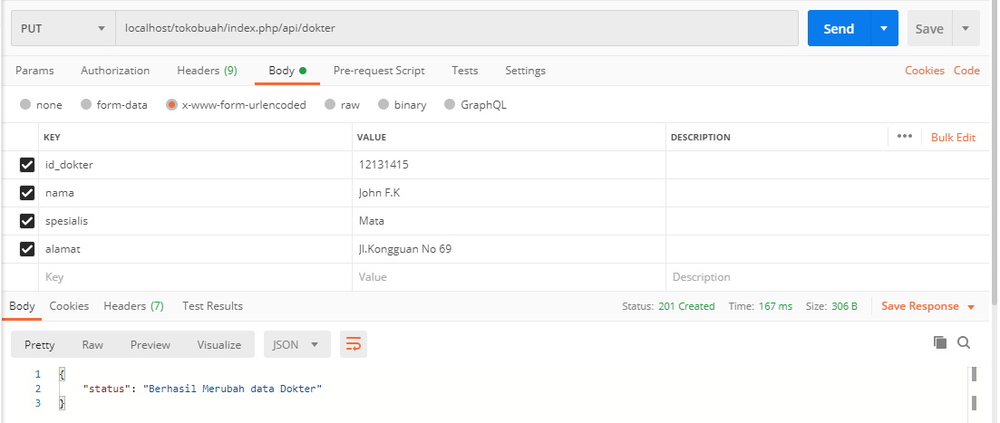 PUT localhost/tokobuah/index.php/api/dokter Send Save
Params Authorization Headers (9) Body Pre-request Script Tests Settings Cookies Code
none form-data x-www-form-urlencoded raw binary GraphQL
KEY VALUE DESCRIPTION ••• Bulk Edit
id_dokter 12131415
nama John F.K
spesialis Mata
alamat Jl.Kongguan No 69
Key Value Description
Body Cookies Headers (7) Test Results Status: 201 Created Time: 167 ms Size: 306 B Save Response
Pretty Raw Preview Visualize JSON
1 {
2 "status": "Berhasil Merubah data Dokter"
3 }